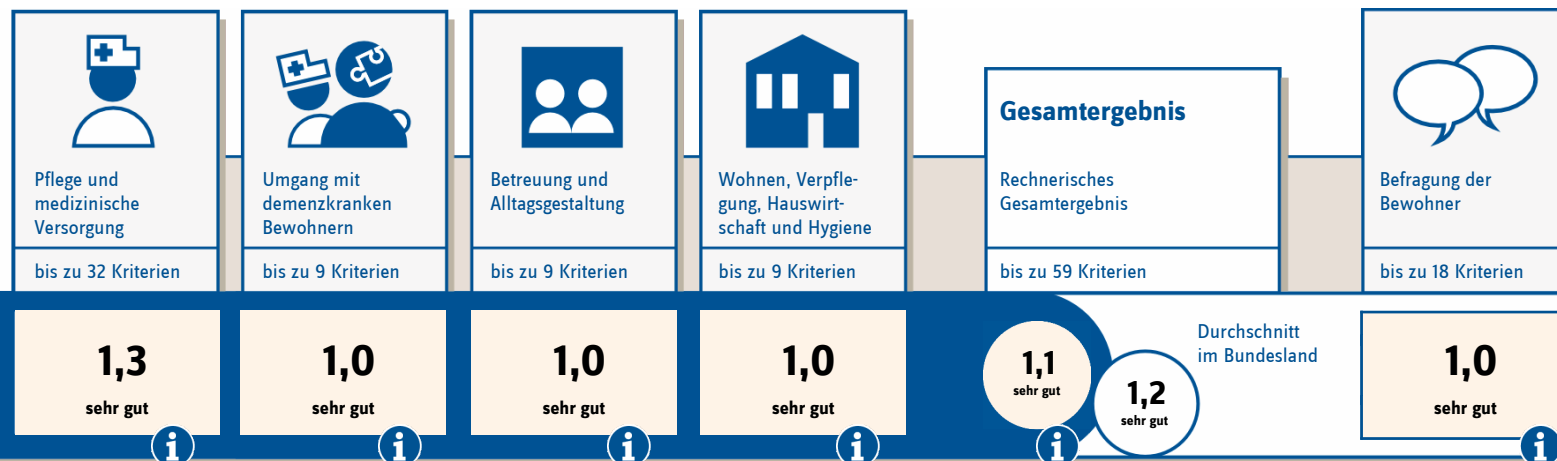 Pflege und
medizinische
Versorgung
bis zu 32 Kriterien
1,3
sehr gut
i
Umgang mit
demenzkranken
Bewohnern
bis zu 9 Kriterien
1,0
sehr gut
i
Betreuung und
Alltagsgestaltung
bis zu 9 Kriterien
1,0
sehr gut
i
Wohnen, Verpfle-
gung, Hauswirt-
schaft und Hygiene
bis zu 9 Kriterien
1,0
sehr gut
i
Gesamtergebnis
Rechnerisches
Gesamtergebnis
bis zu 59 Kriterien
1,1
sehr gut
i
Durchschnitt
im Bundesland
1,2
sehr gut
Befragung der
Bewohner
bis zu 18 Kriterien
1,0
sehr gut
i